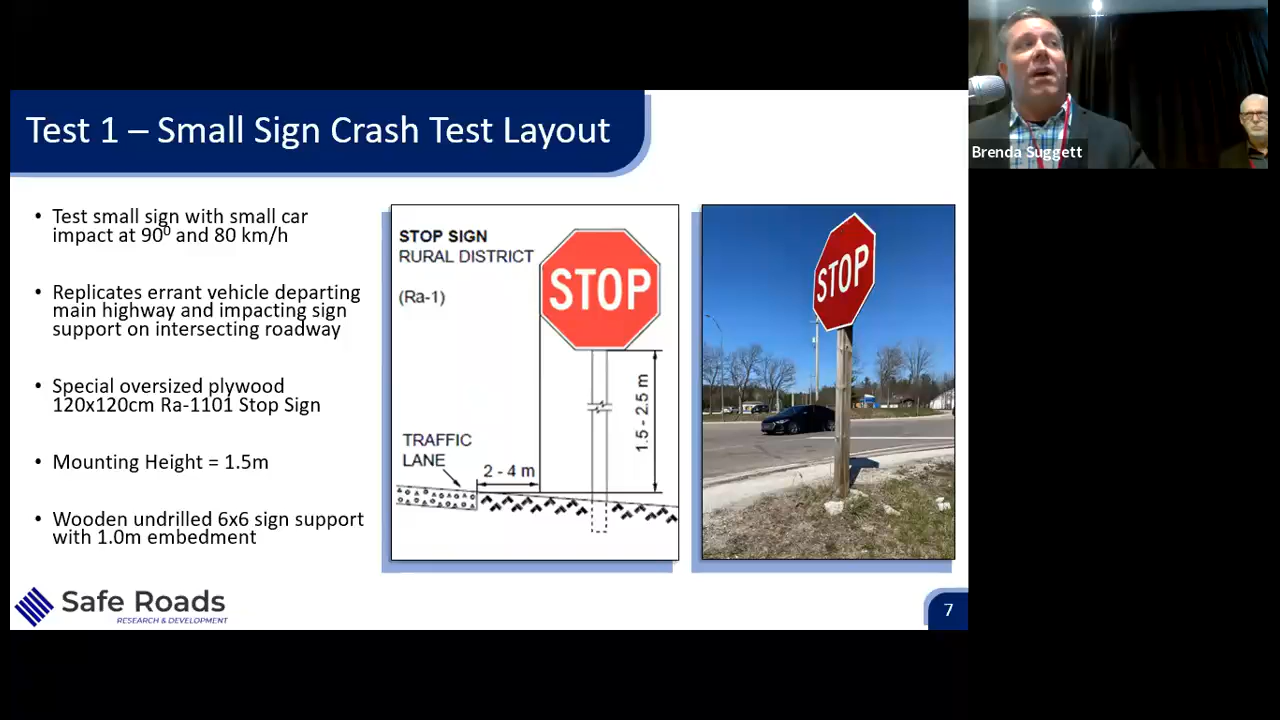 Test 1 – Small Sign Crash Test Layout
• Test small sign with small car
impact at 90⁰ and 80 km/h
• Replicates errant vehicle departing
main highway and impacting sign
support on intersecting roadway
• Special oversized plywood
120x120cm Ra-1101 Stop Sign
• Mounting Height = 1.5m
• Wooden undrilled 6x6 sign support
with 1.0m embedment
STOP SIGN
RURAL DISTRICT
(Ra-1)
STOP
1.5 - 2.5 m
TRAFFIC
LANE
2 - 4 m
STOP
Safe Roads
RESEARCH & DEVELOPMENT
7
Brenda Suggett